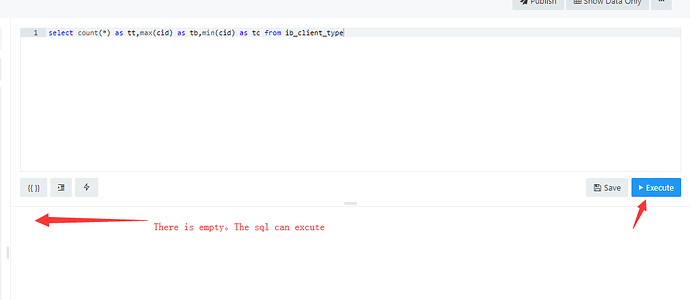 Publish
Show Data Only
1 select count(*) as tt,max(cid) as tb,min(cid) as tc from ib_client_type
{{ }}
Save
Execute
There is empty。The sql can excute